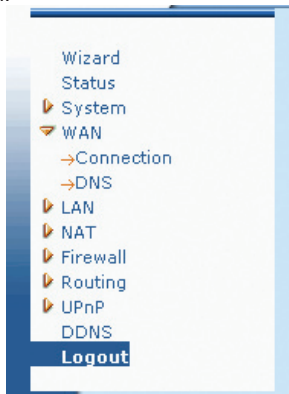 Wizard
Status
System
WAN
→Connection
→DNS
LAN
NAT
Firewall
Routing
UPnP
DDNS
Logout